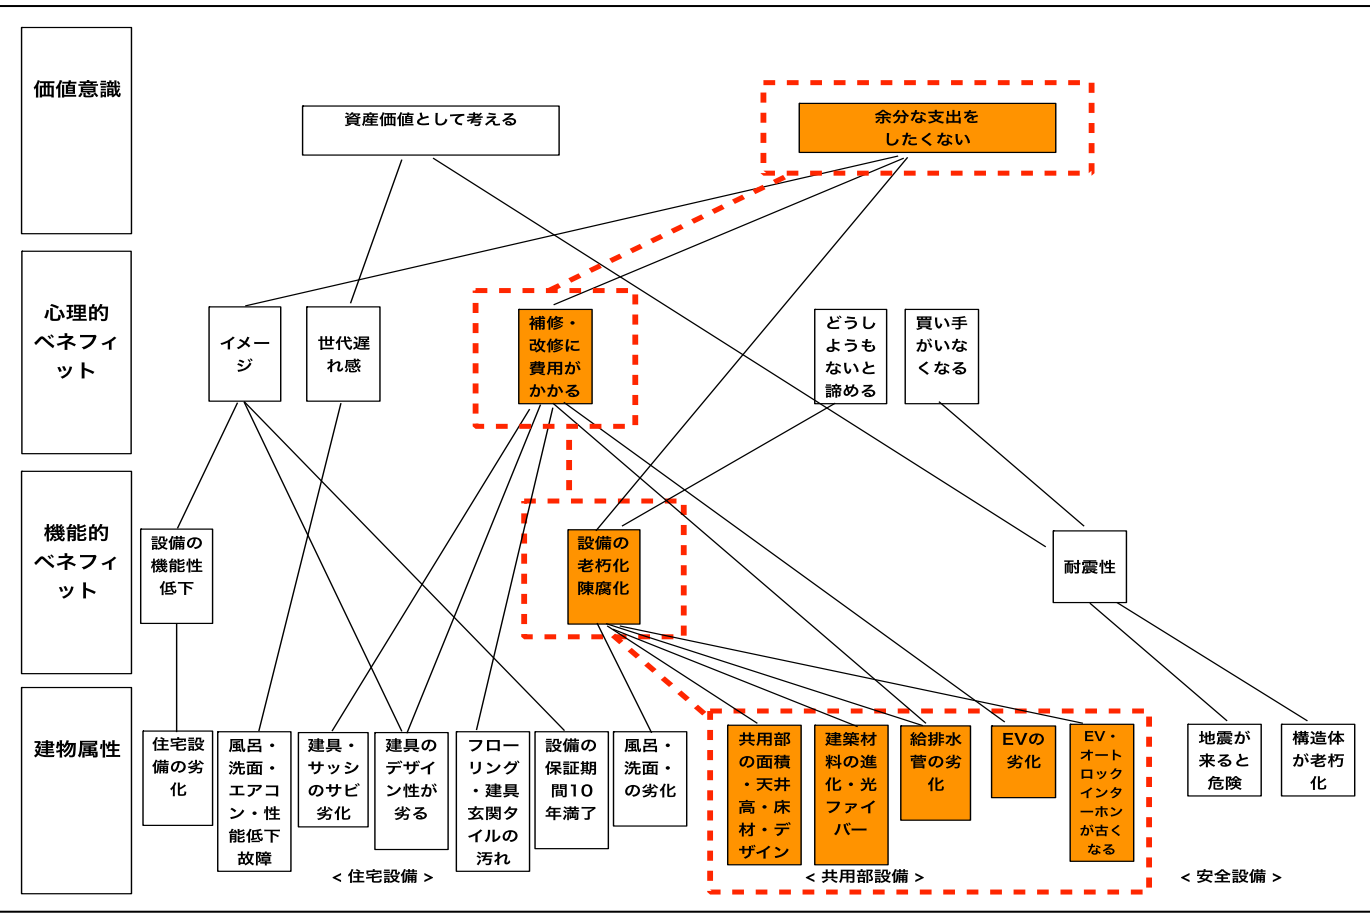 価値意識
資産価値として考える
余分な支出を
したくない
心理的
ベネフィ
ット
イメー
ジ
世代遅
れ感
補修・
改修に
費用が
かかる
どうし
ようも
ないと
諦める
買い手
がいな
くなる
機能的
ベネフィ
ット
設備の
機能性
低下
設備の
老朽化
陳腐化
耐震性
建物属性
住宅設
備の劣
化
風呂・
洗面・
エアコ
ン・性
能低下
故障
建具・
サッシ
のサビ
劣化
建具の
デザイ
ン性が
劣る
フロー
リング
・建具
玄関タ
イルの
汚れ
設備の
保証期
間10
年満了
風呂・
洗面・
の劣化
共用部
の面積
・天井
高・床
材・デ
ザイン
建築材
料の進
化・光
ファイ
バー
給排水
菅の劣
化
EVの
劣化
EV・
オート
ロック
インタ
ーホン
が古く
なる
地震が
来ると
危険
構造体
が老朽
化
< 住宅設備 >
< 共用部設備 >
< 安全設備 >